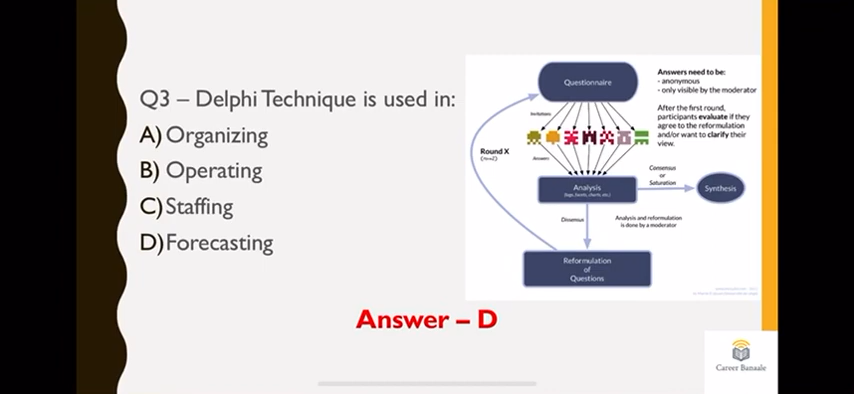 Q3 – Delphi Technique is used in:
A) Organizing
B) Operating
C) Staffing
D) Forecasting
Questionnaire
Invitations
Answers
Round X
Analysis
Consensus
or
Saturation
Synthesis
Dissensus
Analysis and reformulation
is done by a moderator
Reformulation
of
Questions
Answers need to be:
- anonymous
- only visible by the moderator
After the first round,
participants evaluate if they
agree to the reformulation
and/or want to clarify their
view.
Answer – D
Career Banaale